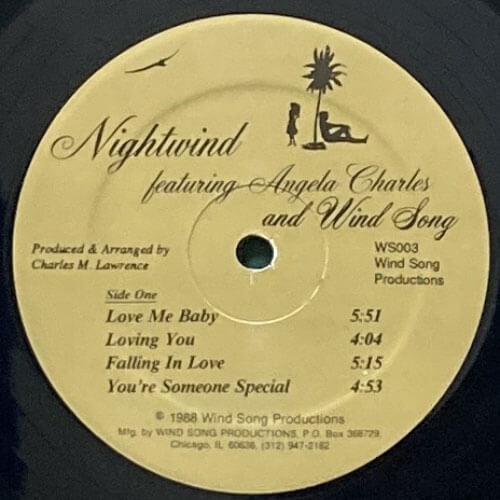 Nightwind
featuring Angela Charles
and Wind Song
Produced & Arranged by
Charles M. Lawrence
WS003
Wind Song
Productions
Side One
Love Me Baby 5:51
Loving You 4:04
Falling In Love 5:15
You're Someone Special 4:53
© 1988 Wind Song Productions
Mfg. by WIND SONG PRODUCTIONS, P.O. Box 368729,
Chicago, IL 60636, (312) 947-2182